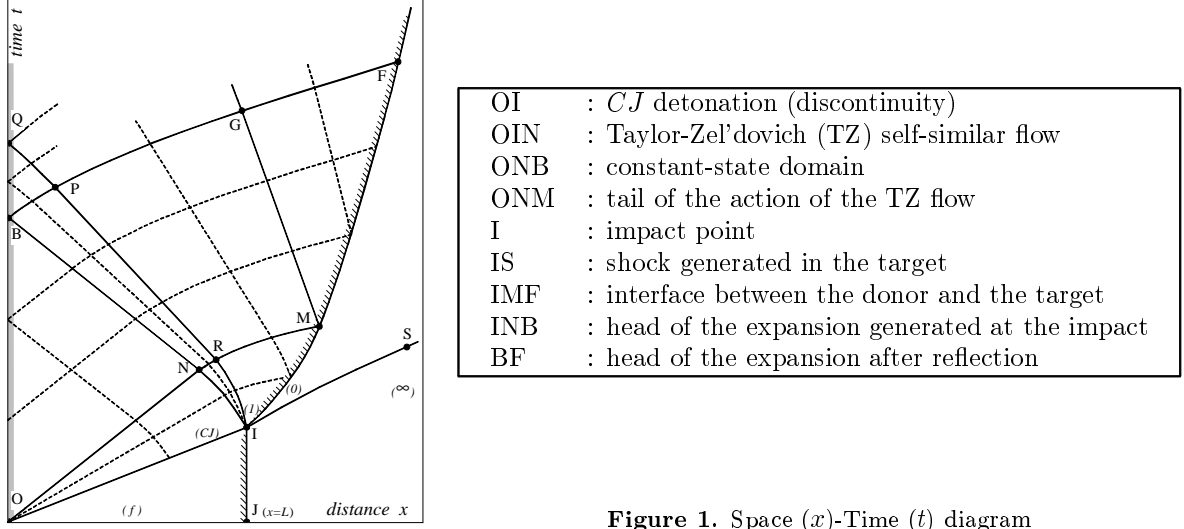 time t
Q
P
B
G
F
M
S
R
N
(0)
(∞)
(1)
(CJ)
I
O
(f)
J (x=L)
distance x
OI : CJ detonation (discontinuity)
OIN : Taylor-Zel'dovich (TZ) self-similar flow
ONB : constant-state domain
ONM : tail of the action of the TZ flow
I : impact point
IS : shock generated in the target
IMF : interface between the donor and the target
INB : head of the expansion generated at the impact
BF : head of the expansion after reflection
Figure 1. Space (x)-Time (t) diagram